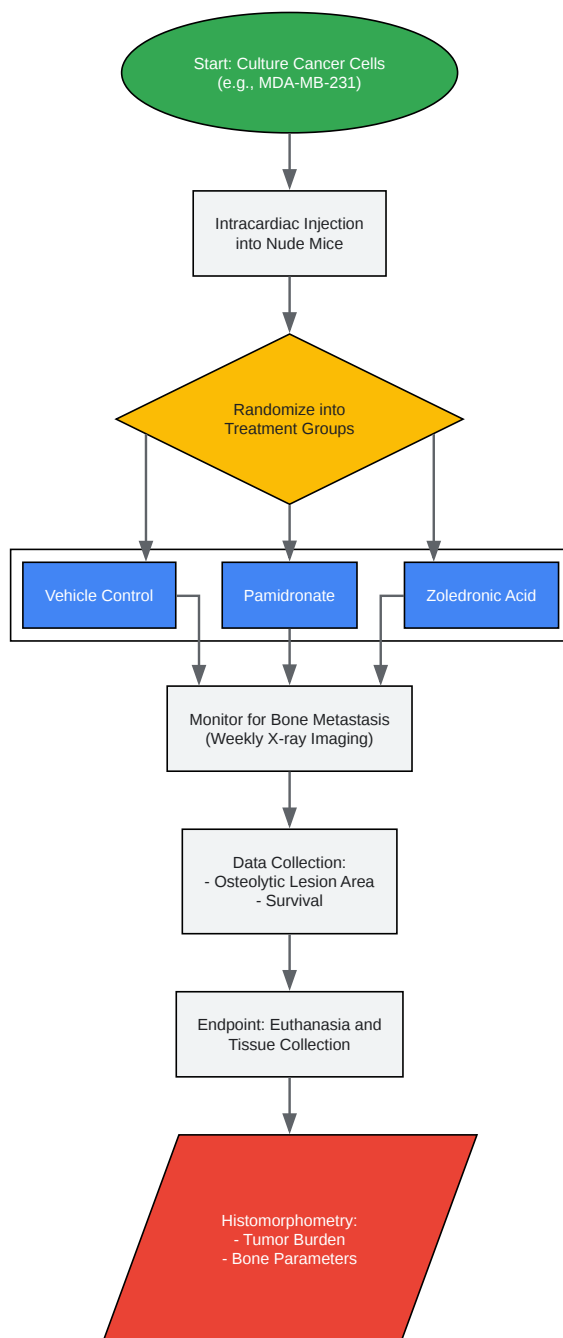 Start: Culture Cancer Cells
(e.g., MDA-MB-231)
Intracardiac Injection
into Nude Mice
Randomize into
Treatment Groups
Vehicle Control
Pamidronate
Zoledronic Acid
Monitor for Bone Metastasis
(Weekly X-ray Imaging)
Data Collection:
- Osteolytic Lesion Area
- Survival
Endpoint: Euthanasia and
Tissue Collection
Histomorphometry:
- Tumor Burden
- Bone Parameters